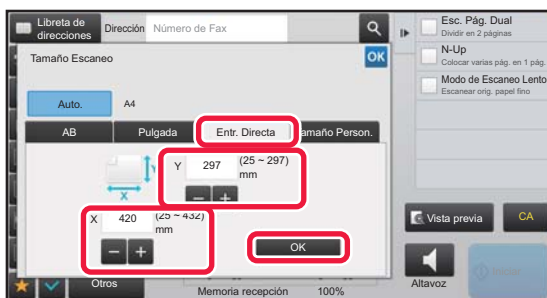 Libreta de
direcciones
Dirección
Número de Fax
Tamaño Escaneo
OK
Auto.
A4
AB
Pulgada
Entr. Directa
Tamaño Person.
Y
Y
297
(25 ~ 297)
mm
X
X
420
(25 ~ 432)
mm
OK
Otros
Memoria recepción
100%
Esc. Pág. Dual
Dividir en 2 páginas
N-Up
Colocar varias pág. en 1 pág.
Modo de Escaneo Lento
Escanear orig. papel fino
Vista previa
CA
Altavoz